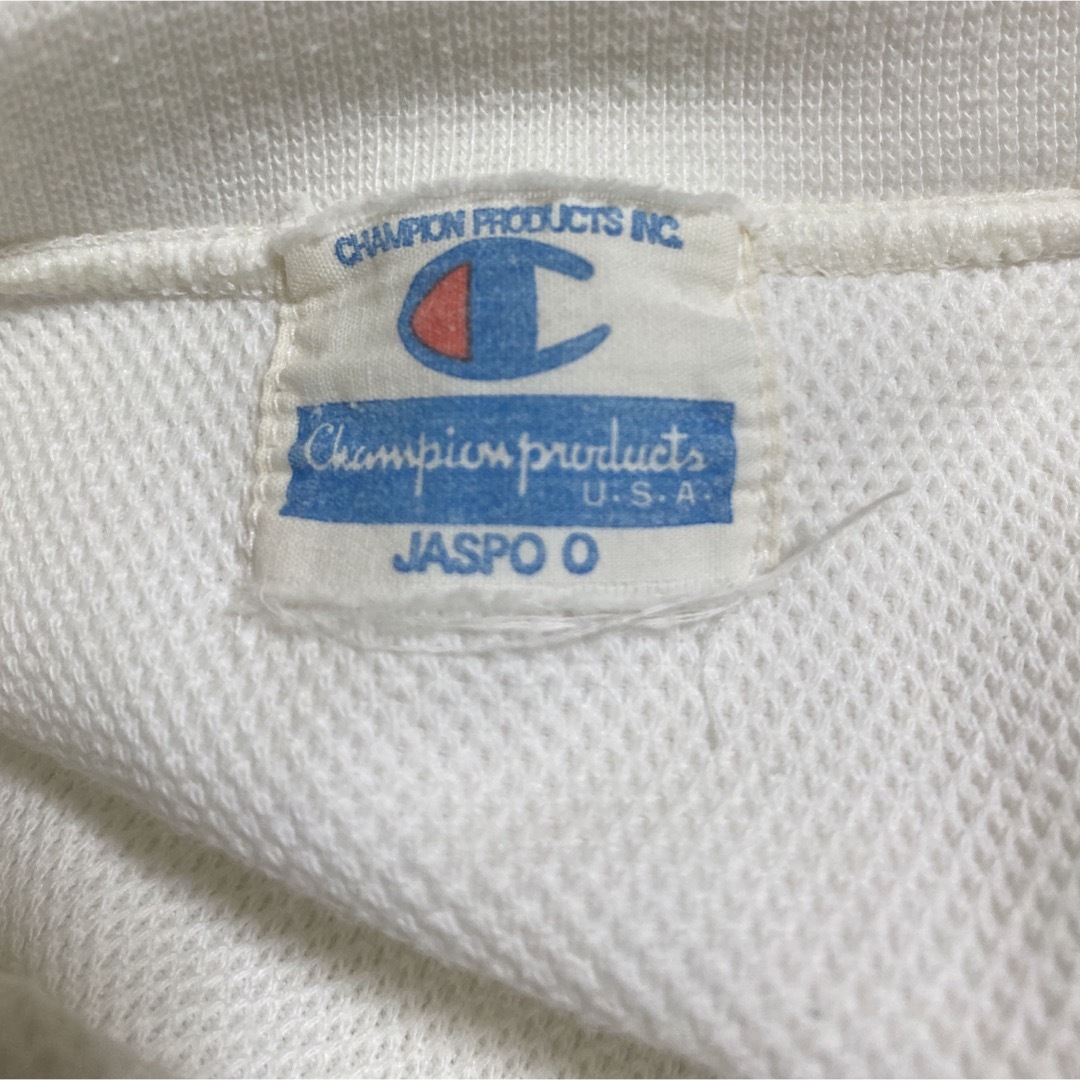 CHAMPION PRODUCTS INC.
Champion products
U.S.A.
JASPO O